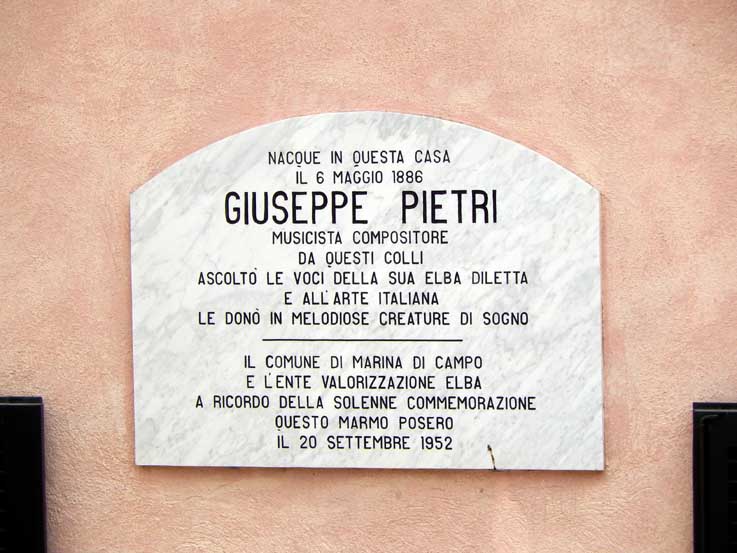 NACQUE IN QUESTA CASA
IL 6 MAGGIO 1886
GIUSEPPE PIETRI
MUSICISTA COMPOSITORE
DA QUESTI COLLI
ASCOLTÒ LE VOCI DELLA SUA ELBA DILETTA
E ALL'ARTE ITALIANA
LE DONÒ IN MELODIOSE CREATURE DI SOGNO
IL COMUNE DI MARINA DI CAMPO
E L'ENTE VALORIZZAZIONE ELBA
A RICORDO DELLA SOLENNE COMMEMORAZIONE
QUESTO MARMO POSERO
IL 20 SETTEMBRE 1952